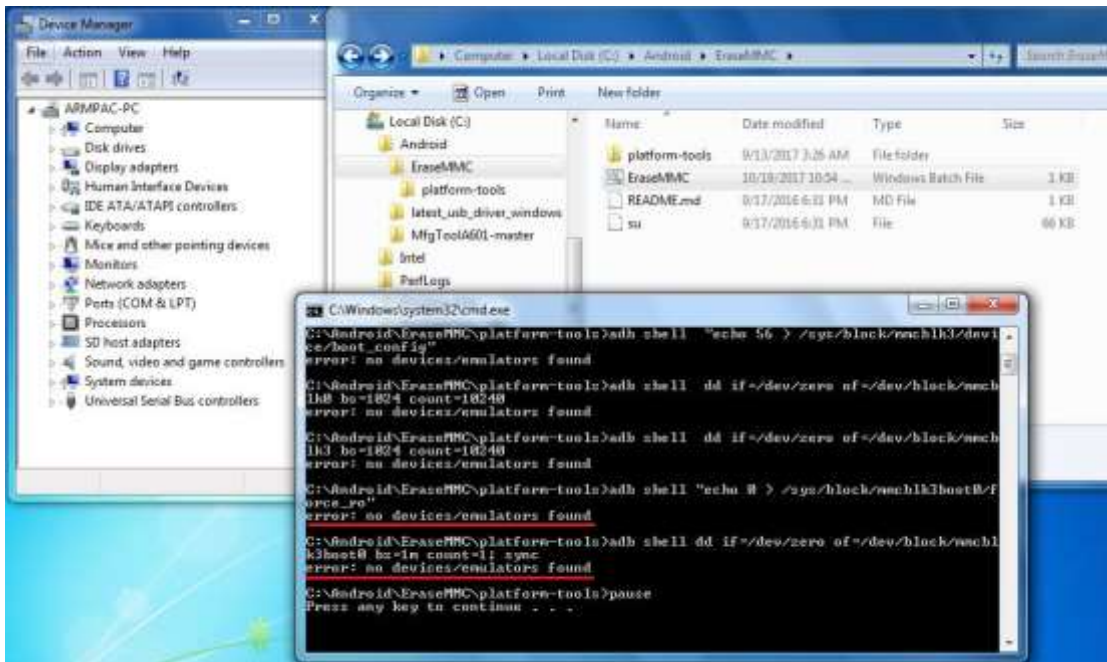 Device Manager
File Action View Help
ARMPAC-PC
Computer
Disk drives
Display adapters
Human Interface Devices
IDE ATA/ATAPI controllers
Keyboards
Mice and other pointing devices
Monitors
Network adapters
Ports (COM & LPT)
Processors
SD host adapters
Sound, video and game controllers
System devices
Universal Serial Bus controllers
Computer Local Disk (C:) Android EraseMMC
Search
Organize Open Print New folder
Local Disk (C:)
Android
EraseMMC
platform-tools
latest_usb_driver_windows
MfgToolA601-master
Intel
PerfLogs
Name Date modified Type Size
platform-tools 9/13/2017 3:26 AM File folder
EraseMMC 10/19/2017 10:54 ... Windows Batch File 1 KB
README.md 9/17/2016 6:31 PM MD File 1 KB
su 9/17/2016 6:31 PM File 66 KB
C:\Windows\system32\cmd.exe
C:\Android\EraseMMC\platform-tools>adb shell "echo 56 > /sys/block/mmcblk3/devi
ce/boot_config"
error: no devices/emulators found
C:\Android\EraseMMC\platform-tools>adb shell dd if=/dev/zero of=/dev/block/mmcb
lk0 bs=1024 count=10240
error: no devices/emulators found
C:\Android\EraseMMC\platform-tools>adb shell dd if=/dev/zero of=/dev/block/mmcb
lk3 bs=1024 count=10240
error: no devices/emulators found
C:\Android\EraseMMC\platform-tools>adb shell "echo 0 > /sys/block/mmcblk3boot0/f
orce_ro"
error: no devices/emulators found
C:\Android\EraseMMC\platform-tools>adb shell dd if=/dev/zero of=/dev/block/mmcbl
k3boot0 bs=1m count=1; sync
error: no devices/emulators found
C:\Android\EraseMMC\platform-tools>pause
Press any key to continue . . .